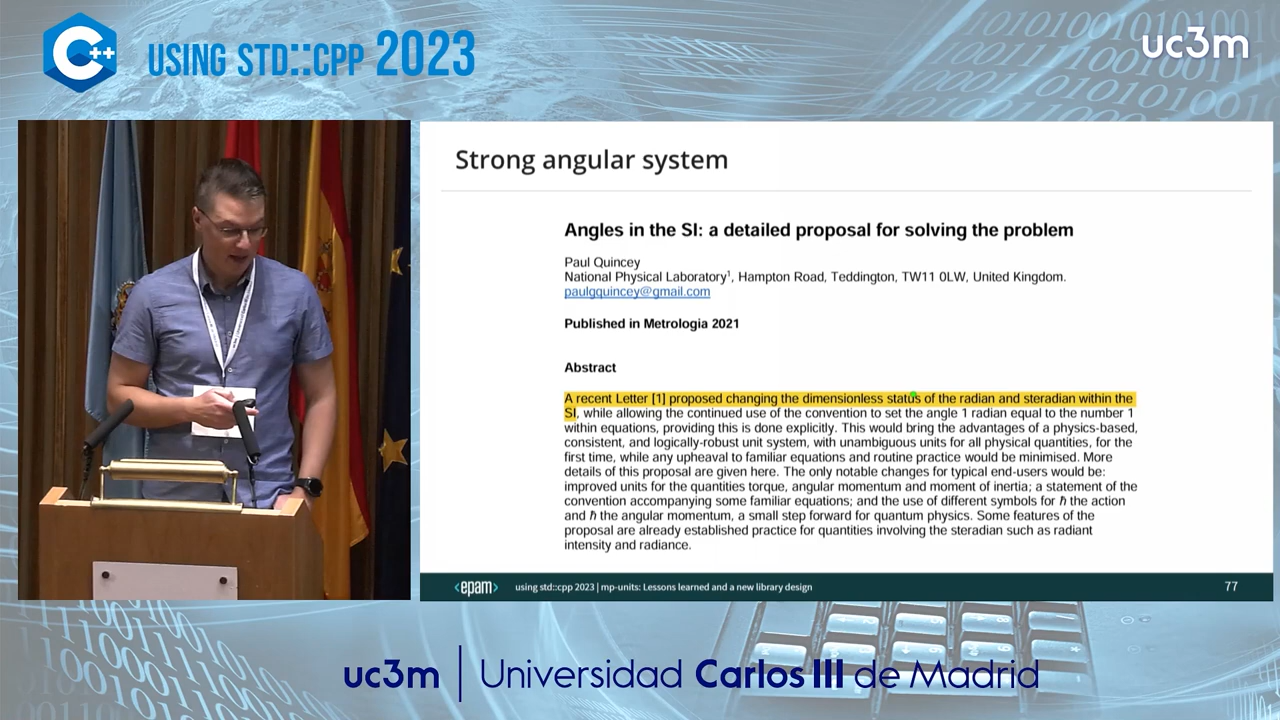 C++
USING STD::CPP 2023
uc3m
Strong angular system
Angles in the SI: a detailed proposal for solving the problem
Paul Quincey
National Physical Laboratory¹, Hampton Road, Teddington, TW11 0LW, United Kingdom.
paulgquincey@gmail.com
Published in Metrologia 2021
Abstract
A recent Letter [1] proposed changing the dimensionless status of the radian and steradian within the
SI, while allowing the continued use of the convention to set the angle 1 radian equal to the number 1
within equations, providing this is done explicitly. This would bring the advantages of a physics-based,
consistent, and logically-robust unit system, with unambiguous units for all physical quantities, for the
first time, while any upheaval to familiar equations and routine practice would be minimised. More
details of this proposal are given here. The only notable changes for typical end-users would be:
improved units for the quantities torque, angular momentum and moment of inertia; a statement of the
convention accompanying some familiar equations; and the use of different symbols for ℏ the action
and ℏ the angular momentum, a small step forward for quantum physics. Some features of the
proposal are already established practice for quantities involving the steradian such as radiant
intensity and radiance.
<epam> using std::cpp 2023 | mp-units: Lessons learned and a new library design 77
uc3m | Universidad Carlos III de Madrid